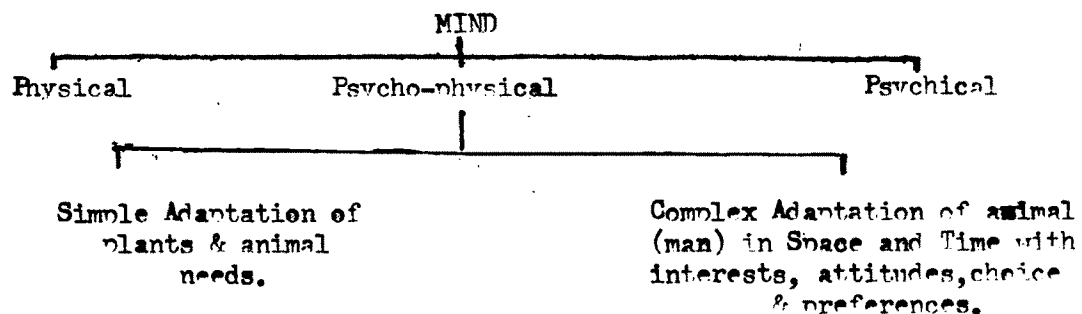 MIND
Physical Psycho-physical Psychical
Simple Adaptation of
plants & animal
needs.
Complex Adaptation of animal
(man) in Space and Time with
interests, attitudes,choice
& preferences.